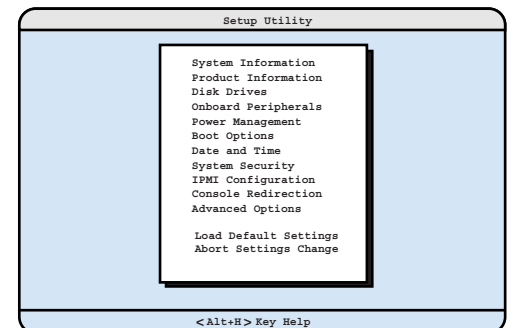 Setup Utility
System Information
Product Information
Disk Drives
Onboard Peripherals
Power Management
Boot Options
Date and Time
System Security
IPMI Configuration
Console Redirection
Advanced Options
Load Default Settings
Abort Settings Change
<Alt+H> Key Help